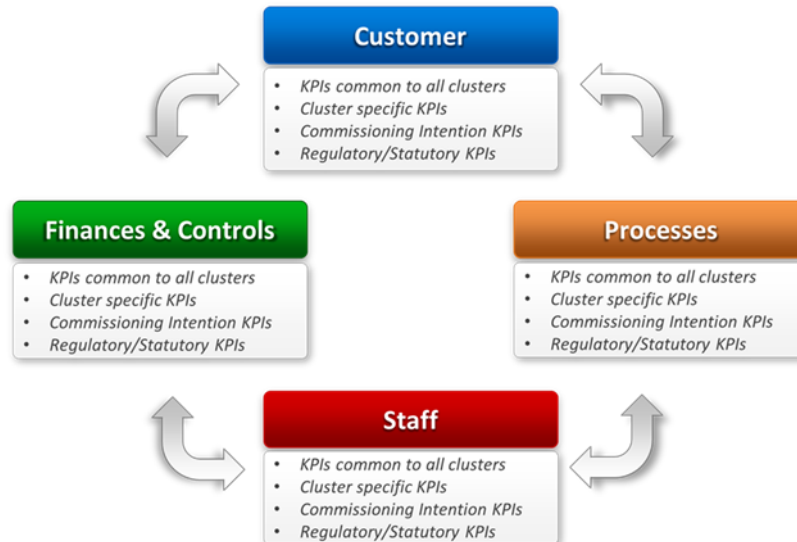 Customer
• KPIs common to all clusters
• Cluster specific KPIs
• Commissioning Intention KPIs
• Regulatory/Statutory KPIs
Finances & Controls
• KPIs common to all clusters
• Cluster specific KPIs
• Commissioning Intention KPIs
• Regulatory/Statutory KPIs
Processes
• KPIs common to all clusters
• Cluster specific KPIs
• Commissioning Intention KPIs
• Regulatory/Statutory KPIs
Staff
• KPIs common to all clusters
• Cluster specific KPIs
• Commissioning Intention KPIs
• Regulatory/Statutory KPIs